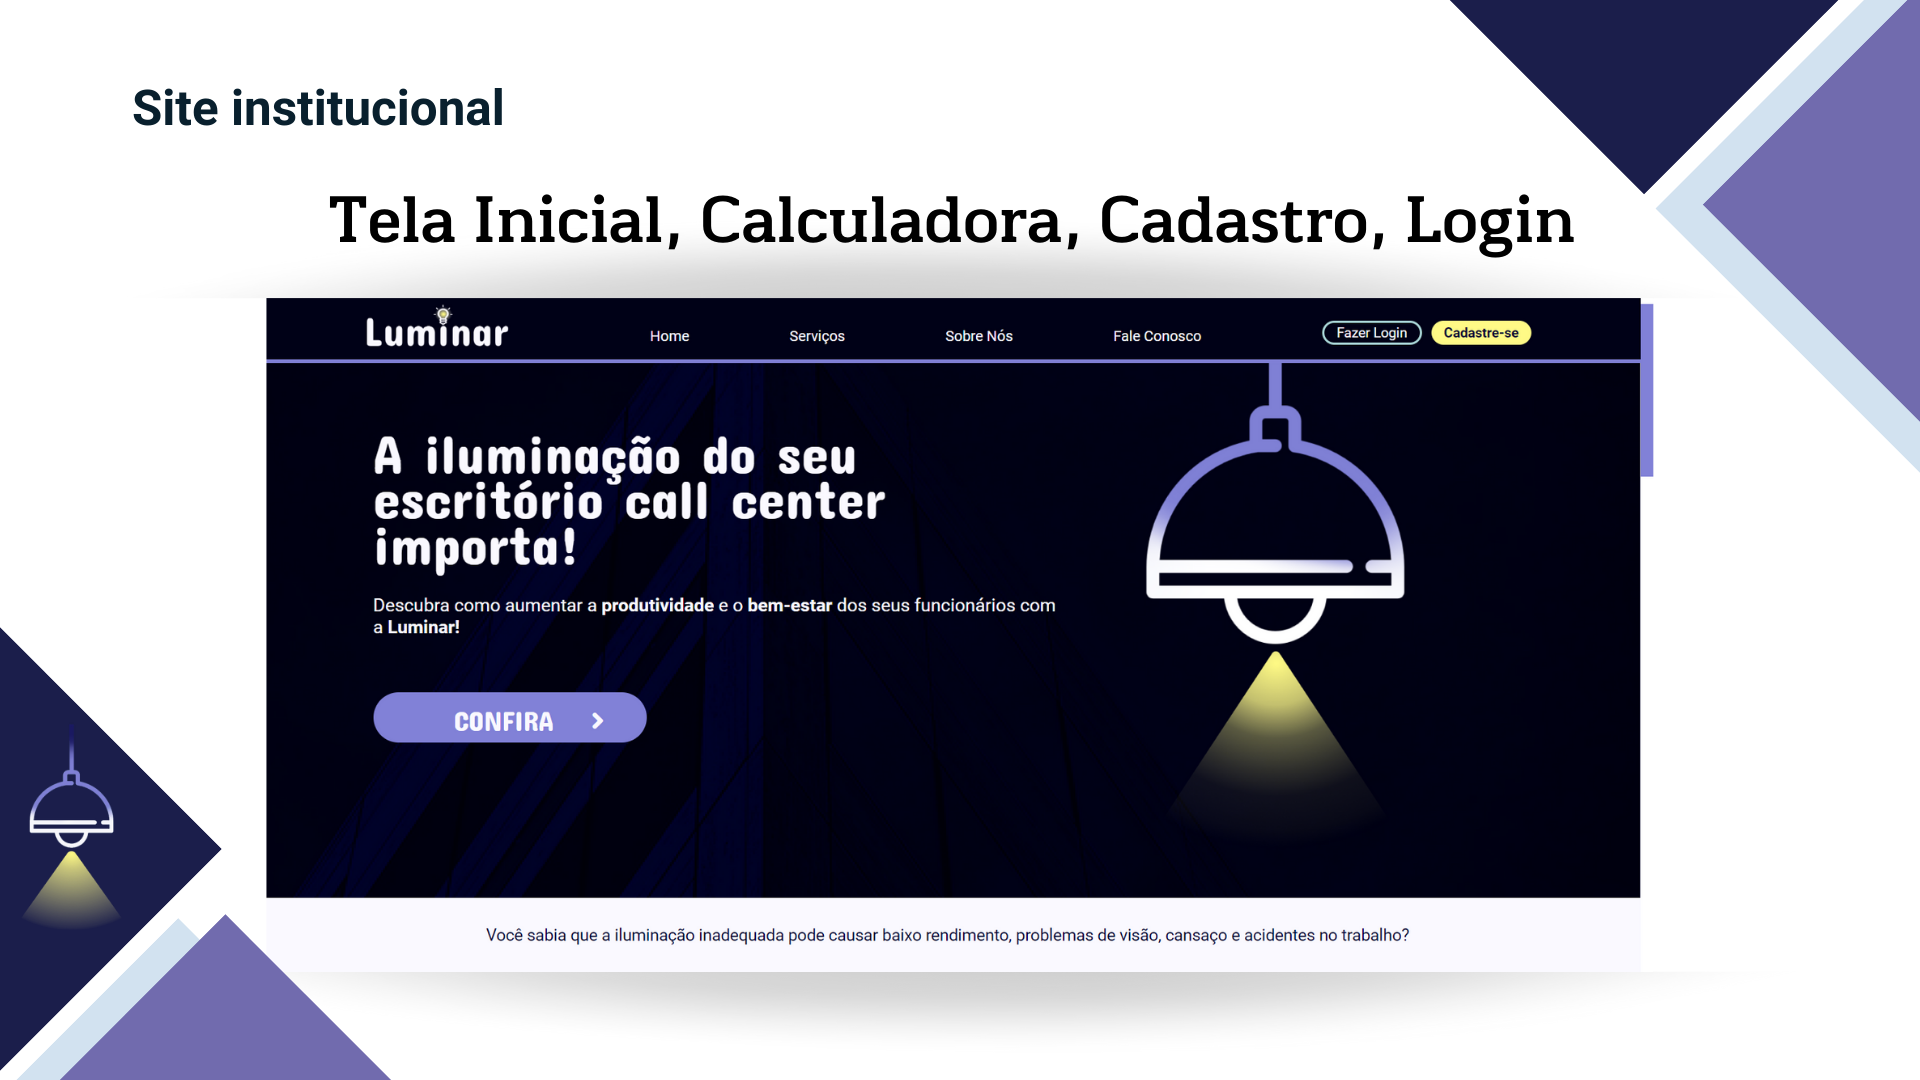 Site institucional
Tela Inicial, Calculadora, Cadastro, Login
Luminar
Home
Serviços
Sobre Nós
Fale Conosco
Fazer Login
Cadastre-se
A iluminação do seu
escritório call center
importa!
Descubra como aumentar a produtividade e o bem-estar dos seus funcionários com
a Luminar!
CONFIRA
Você sabia que a iluminação inadequada pode causar baixo rendimento, problemas de visão, cansaço e acidentes no trabalho?